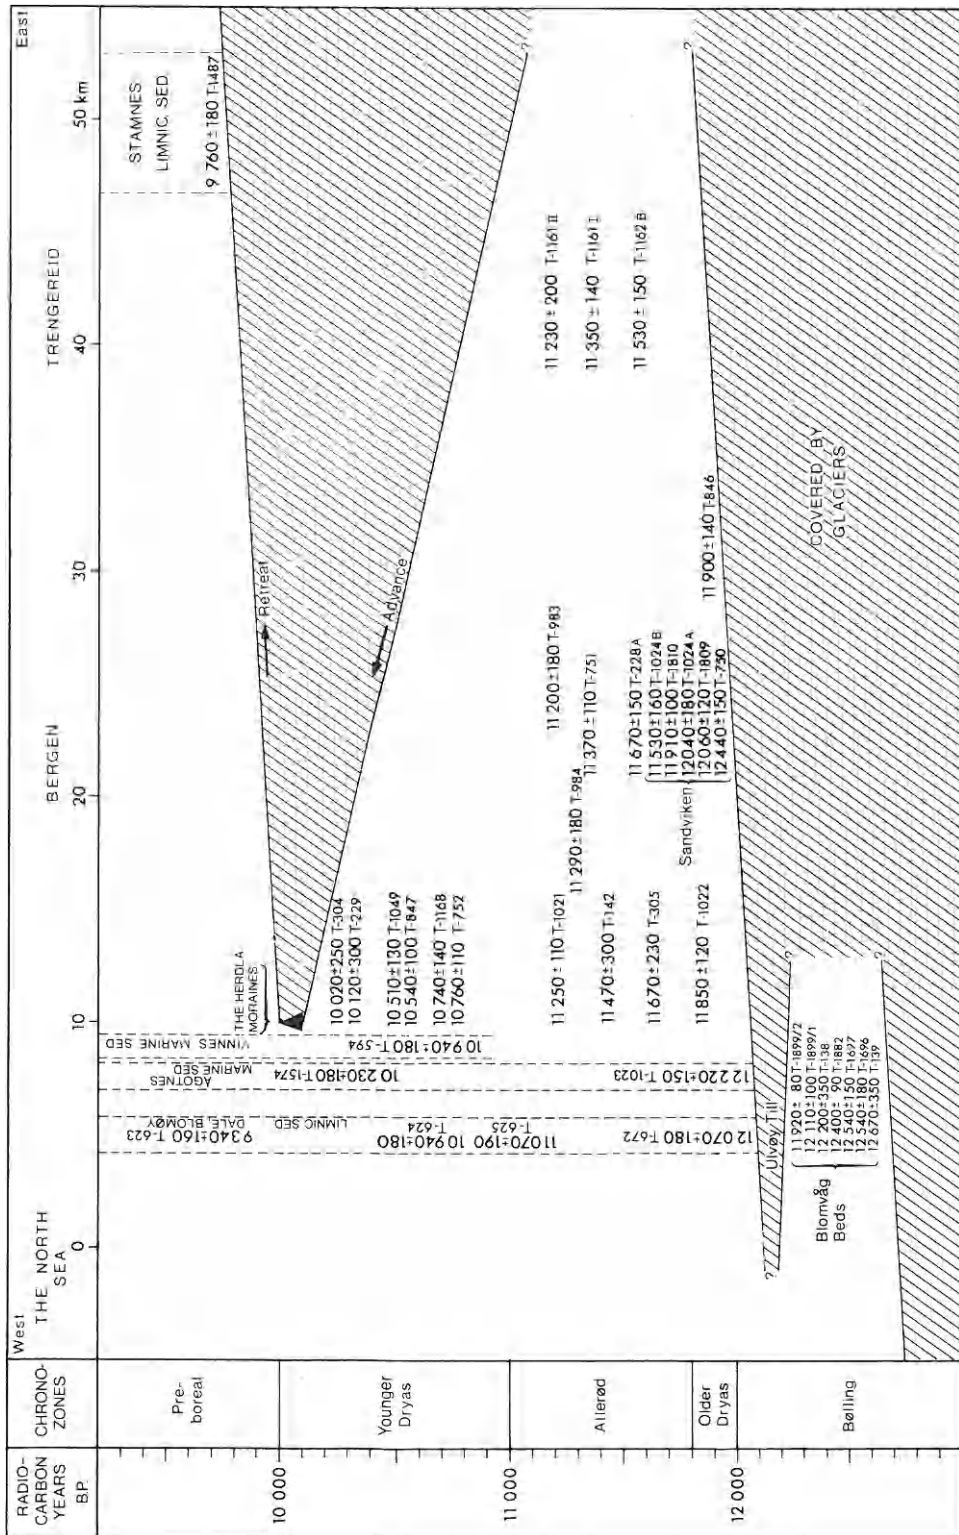 RADIO-
CARBON
YEARS
B.P.
CHRONO-
ZONES
West
THE NORTH
SEA
BERGEN
TRENGEREID
East
0
10
20
30
40
50 km
10 000
11 000
12 000
Pre-
boreal
Younger
Dryas
Allerød
Older
Dryas
Bølling
DALE, BLOMØY
LIMNIC SED
9340±160 T-623
10 940±180
T-624
11070±190
T-625
12 070±180 T-672
ÅGOTNES
MARINE SED
10 230±180 T-1574
12 220±150 T-1023
VINNES MARINE SED
10 940±180 T-594
THE HERDLA
MORAINES
Retreat
Advance
STAMNES
LIMNIC SED.
9 760±180 T-1487
10 020±250 T-304
10 120±300 T-229
10 510±130 T-1049
10 540±100 T-847
10 740±140 T-1168
10 760±110 T-752
11 250±110 T-1021
11 290±180 T-984
11 470±300 T-142
11 670±230 T-305
11 850±120 T-1022
11 200±180 T-983
11 370±110 T-751
11 670±150 T-228A
Sandviken
11 530±160 T-1024B
11 910±100 T-1810
12 040±180 T-1024A
12 060±120 T-1809
12 440±150 T-750
11 900±140 T-846
11 230±200 T-1161 II
11 350±140 T-1161 I
11 530±150 T-1162 B
?
?
?
?
?
?
Ulvøy Till
Blomvåg
Beds
11 920± 80 T-1899/2
12 110±100 T-1899/1
12 200±350 T-138
12 400± 90 T-1882
12 540±150 T-1697
12 540±180 T-1696
12 670±350 T-139
COVERED BY
GLACIERS